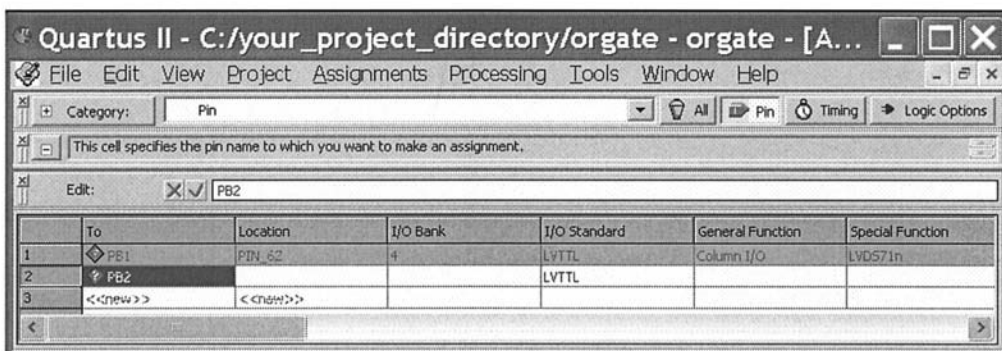 Quartus II - C:/your_project_directory/orgate - orgate - [A...
File Edit View Project Assignments Processing Tools Window Help
Category: Pin All Pin Timing Logic Options
This cell specifies the pin name to which you want to make an assignment.
Edit: PB2
To Location I/O Bank I/O Standard General Function Special Function
1 PB1 PIN_62 4 LVTTL Column I/O LVDS71n
2 PB2 LVTTL
3 <<new>> <<new>>